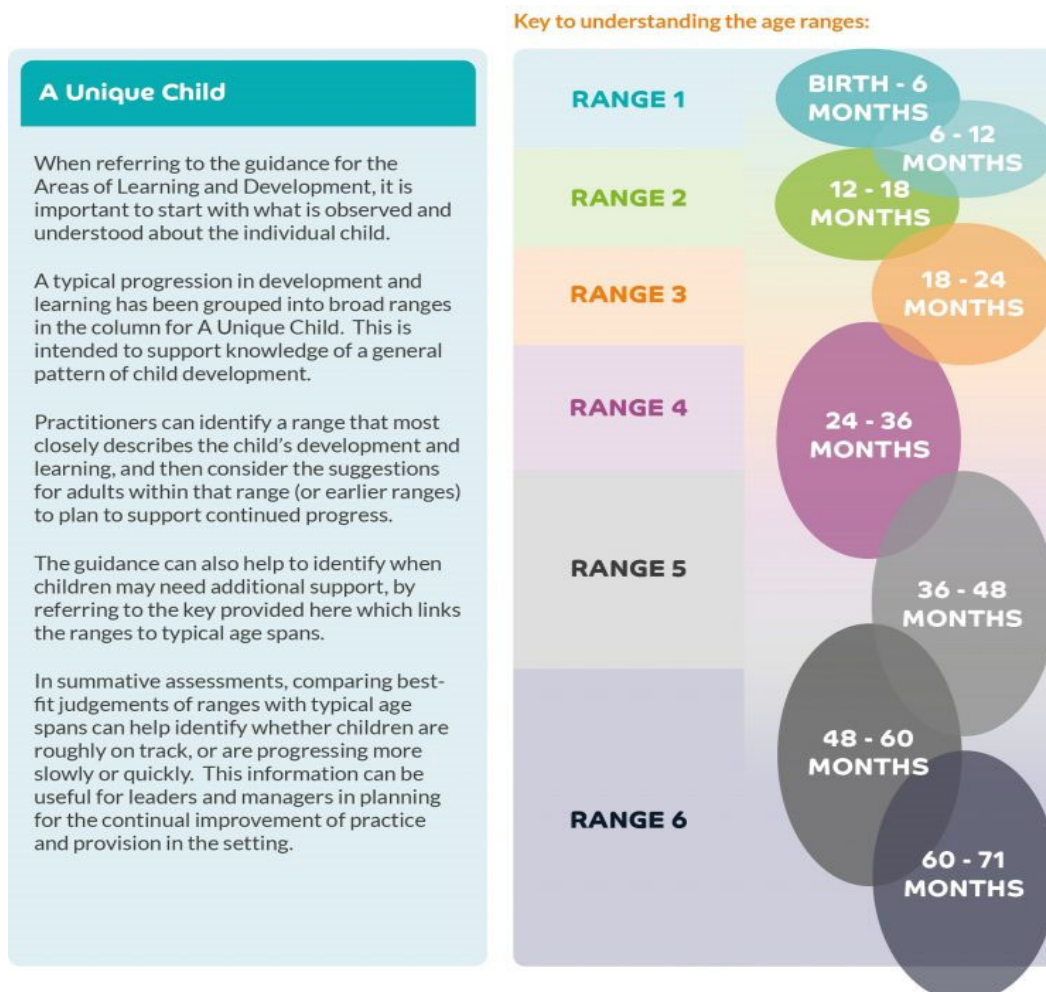 Key to understanding the age ranges:
A Unique Child
When referring to the guidance for the
Areas of Learning and Development, it is
important to start with what is observed and
understood about the individual child.
A typical progression in development and
learning has been grouped into broad ranges
in the column for A Unique Child. This is
intended to support knowledge of a general
pattern of child development.
Practitioners can identify a range that most
closely describes the child's development and
learning, and then consider the suggestions
for adults within that range (or earlier ranges)
to plan to support continued progress.
The guidance can also help to identify when
children may need additional support, by
referring to the key provided here which links
the ranges to typical age spans.
In summative assessments, comparing best-
fit judgements of ranges with typical age
spans can help identify whether children are
roughly on track, or are progressing more
slowly or quickly. This information can be
useful for leaders and managers in planning
for the continual improvement of practice
and provision in the setting.
RANGE 1
BIRTH - 6
MONTHS
6 - 12
MONTHS
RANGE 2
12 - 18
MONTHS
RANGE 3
18 - 24
MONTHS
RANGE 4
24 - 36
MONTHS
RANGE 5
36 - 48
MONTHS
RANGE 6
48 - 60
MONTHS
60 - 71
MONTHS